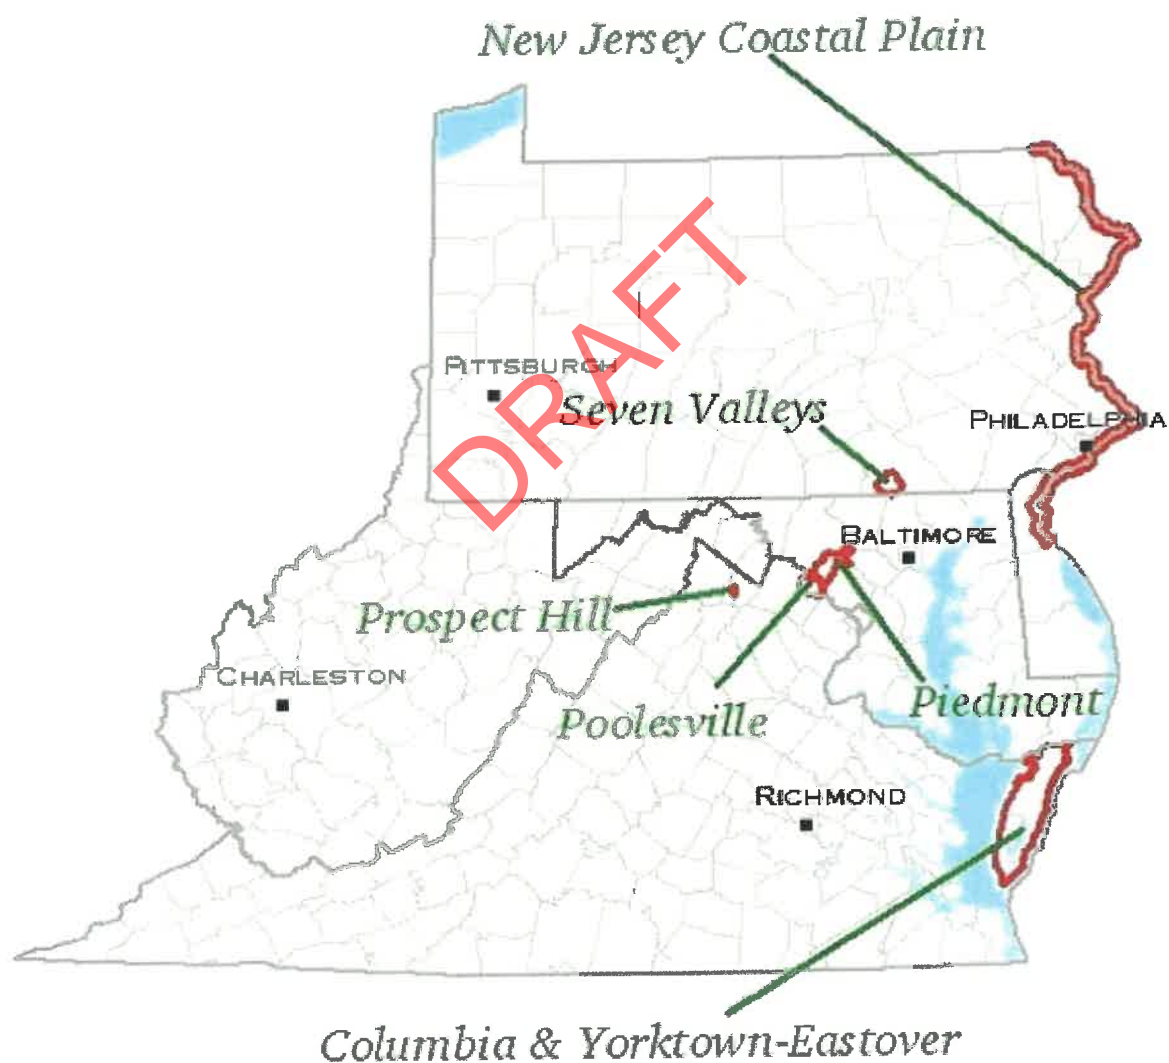 New Jersey Coastal Plain
PITTSBURGH
DRAFT
Seven Valleys
PHILADELPHIA
BALTIMORE
Prospect Hill
CHARLESTON
Poolesville
Piedmont
RICHMOND
Columbia & Yorktown-Eastover